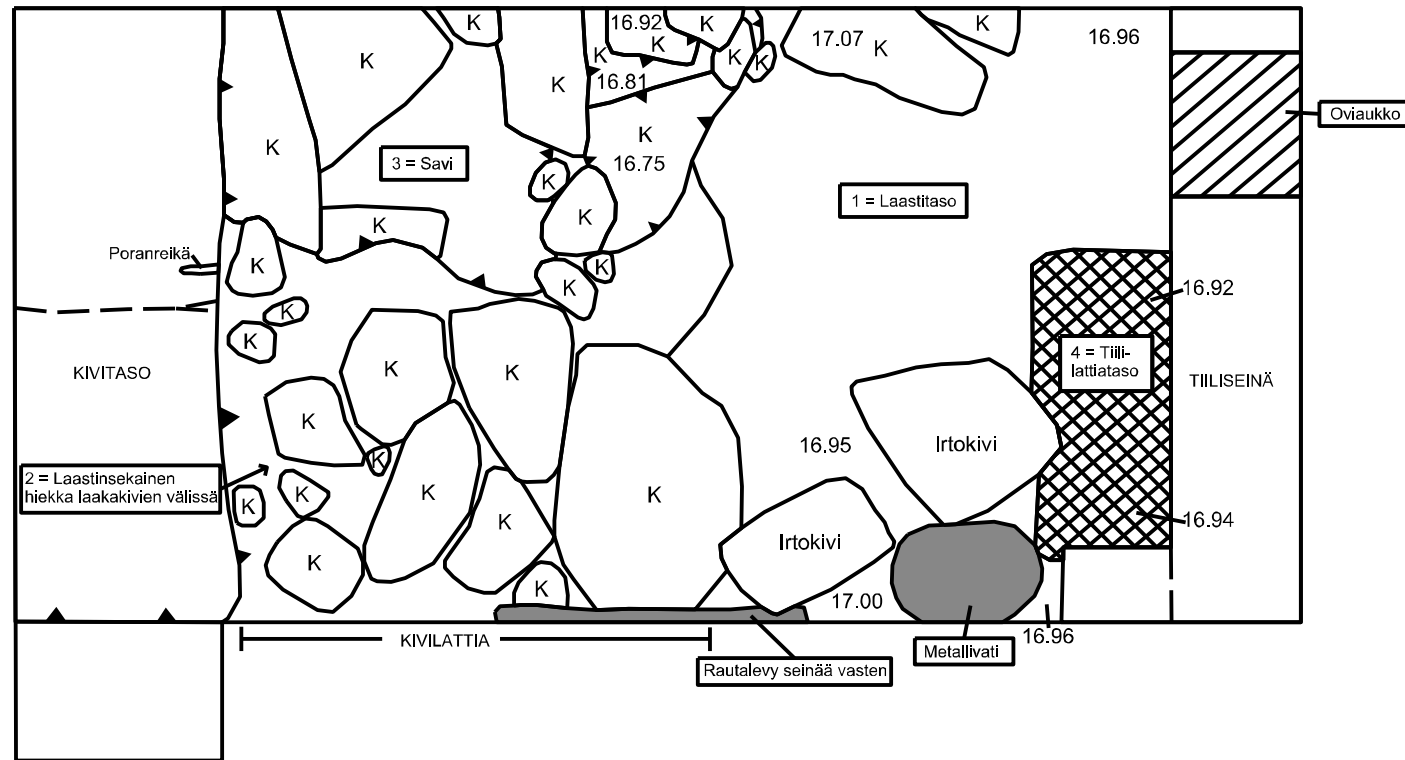 K
K
K
16.92
K
K
K
17.07
K
K
16.96
K
K
K
K
16.81
Oviaukko
K
K
3 = Savi
16.75
K
1 = Laastitaso
K
K
Poranreikä
K
K
K
16.92
K
K
KIVITASO
K
K
4 = Tiili-
lattiataso
TIILISEINÄ
K
16.95
Irtokivi
K
2 = Laastinsekainen
hiekka laakakivien välissä
K
K
K
K
K
16.94
Irtokivi
K
K
17.00
16.96
KIVILATTIA
Metallivati
Rautalevy seinää vasten